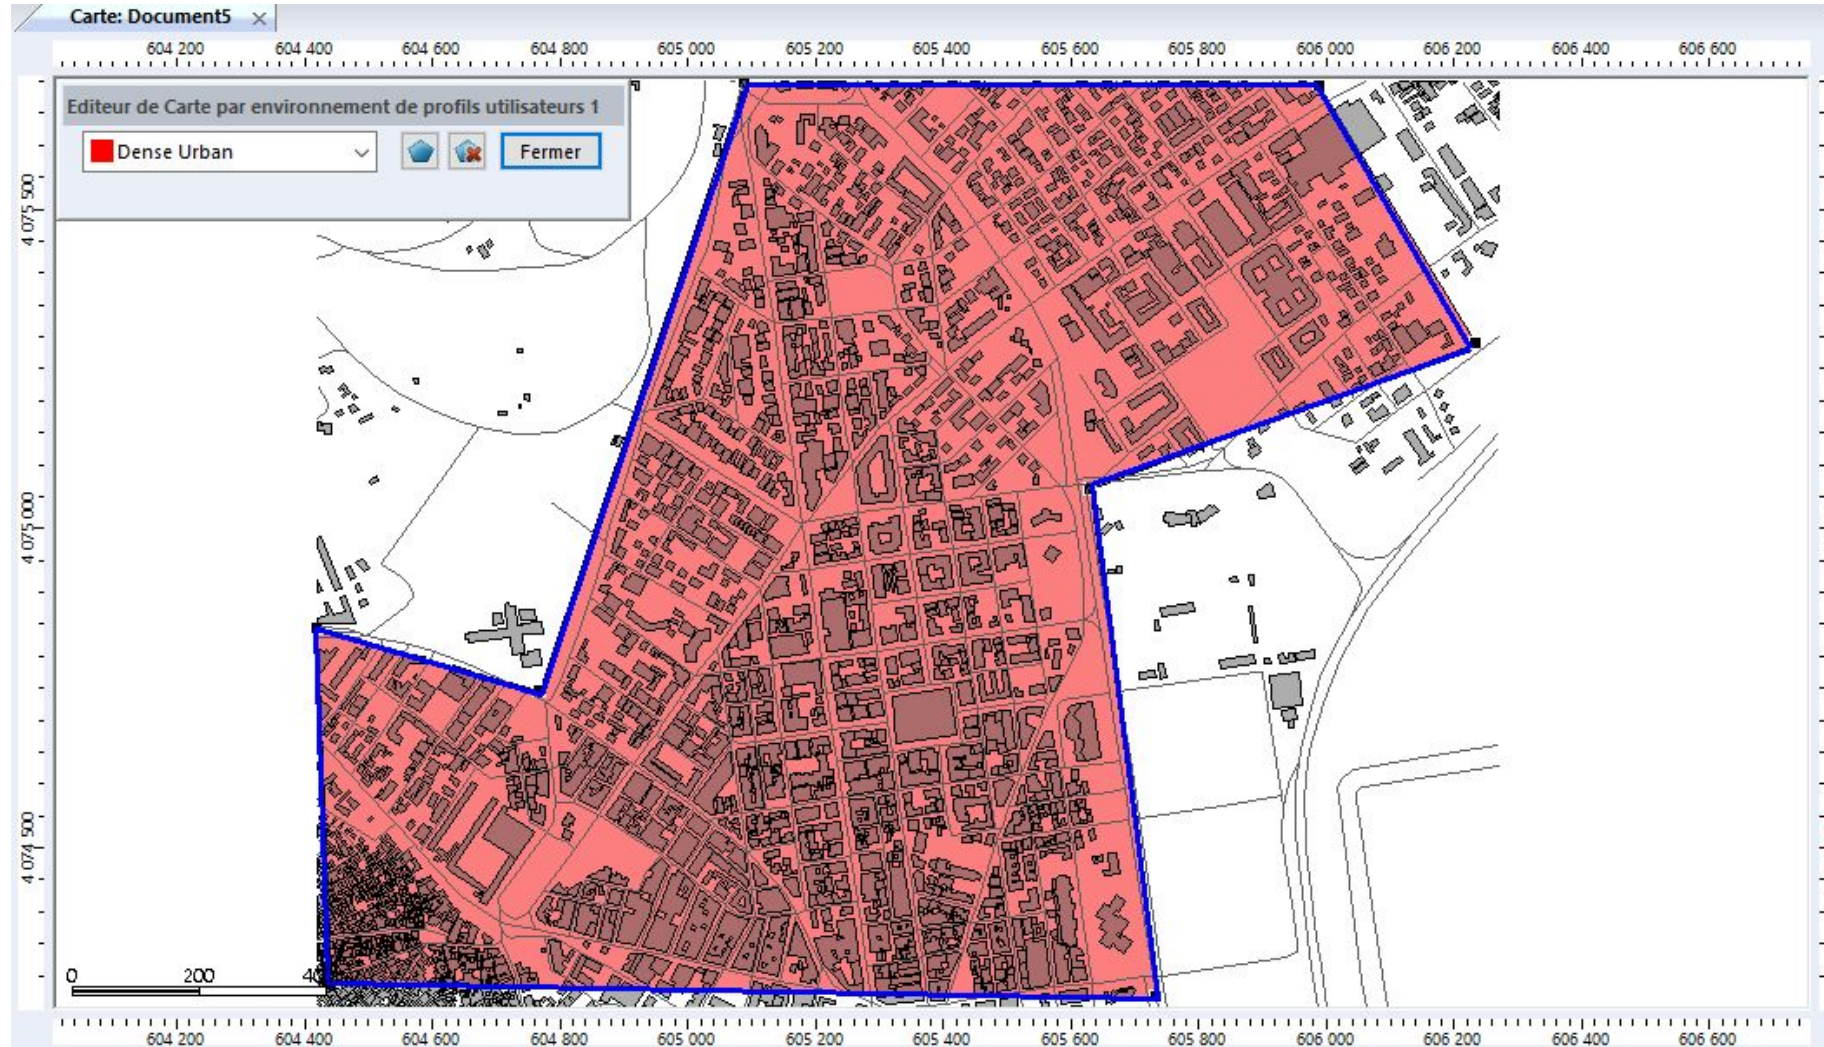 Carte: Document5
604 200 604 400 604 600 604 800 605 000 605 200 605 400 605 600 605 800 606 000 606 200 606 400 606 600
Editeur de Carte par environnement de profils utilisateurs 1
Dense Urban Fermer
4 075 500
4 075 000
4 074 500
0 200 40
604 200 604 400 604 600 604 800 605 000 605 200 605 400 605 600 605 800 606 000 606 200 606 400 606 600